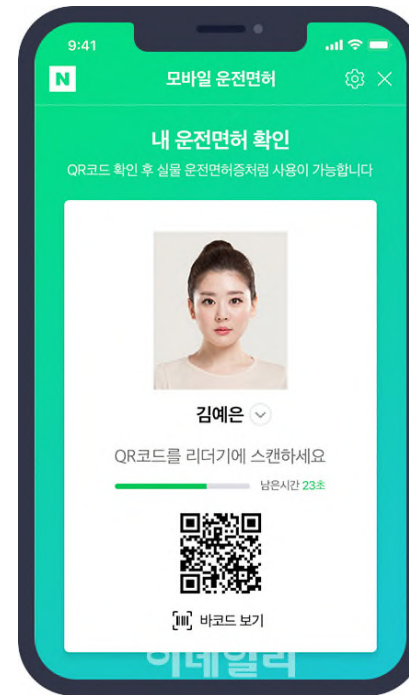 9:41
N
모바일 운전면허
내 운전면허 확인
QR코드 확인 후 실물 운전면허증처럼 사용이 가능합니다
김예은
QR코드를 리더기에 스캔하세요
남은시간 23초
바코드 보기
이데일리